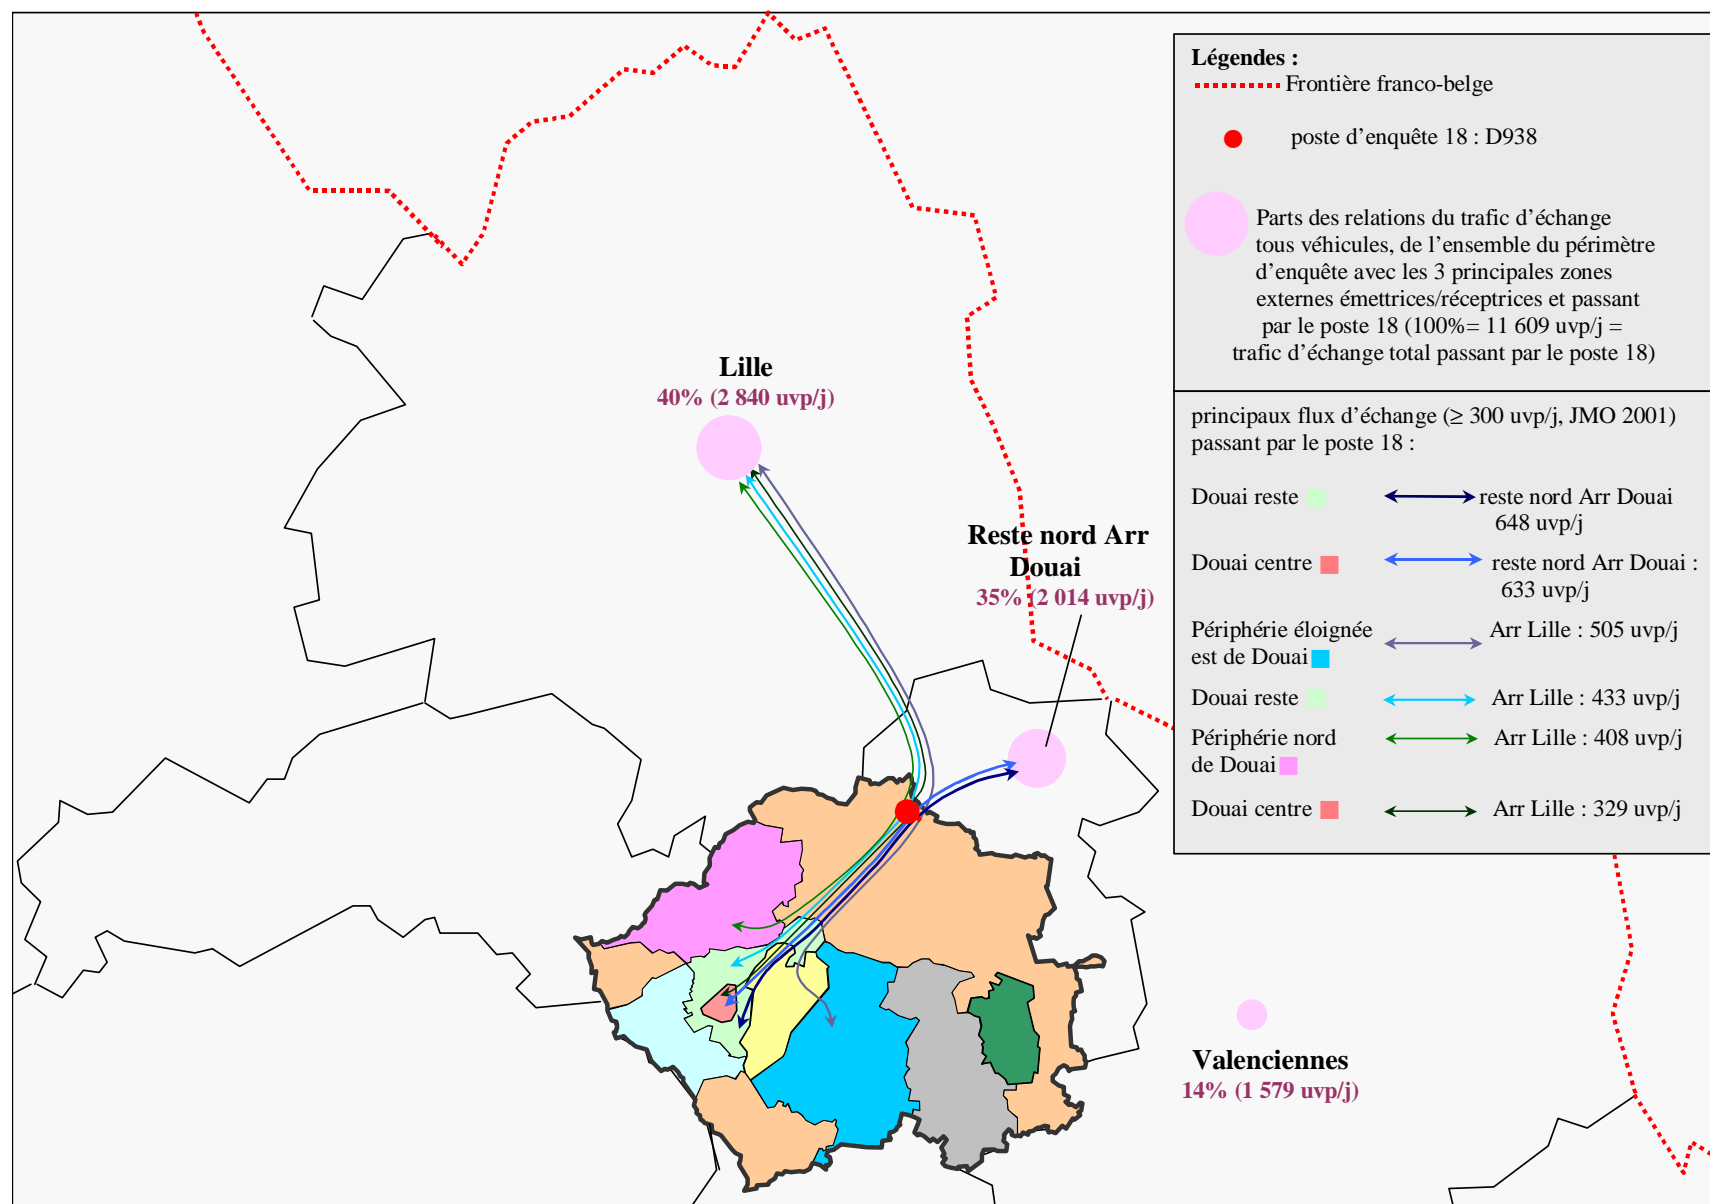 Légendes :
Frontière franco-belge
poste d'enquête 18 : D938
Parts des relations du trafic d'échange
tous véhicules, de l'ensemble du périmètre
d'enquête avec les 3 principales zones
externes émettrices/réceptrices et passant
par le poste 18 (100%= 11 609 uvp/j =
trafic d'échange total passant par le poste 18)
principaux flux d'échange (≥ 300 uvp/j, JMO 2001)
passant par le poste 18 :
Douai reste reste nord Arr Douai
648 uvp/j
Douai centre reste nord Arr Douai :
633 uvp/j
Périphérie éloignée Arr Lille : 505 uvp/j
est de Douai
Douai reste Arr Lille : 433 uvp/j
Périphérie nord Arr Lille : 408 uvp/j
de Douai
Douai centre Arr Lille : 329 uvp/j
Lille
40% (2 840 uvp/j)
Reste nord Arr
Douai
35% (2 014 uvp/j)
Valenciennes
14% (1 579 uvp/j)